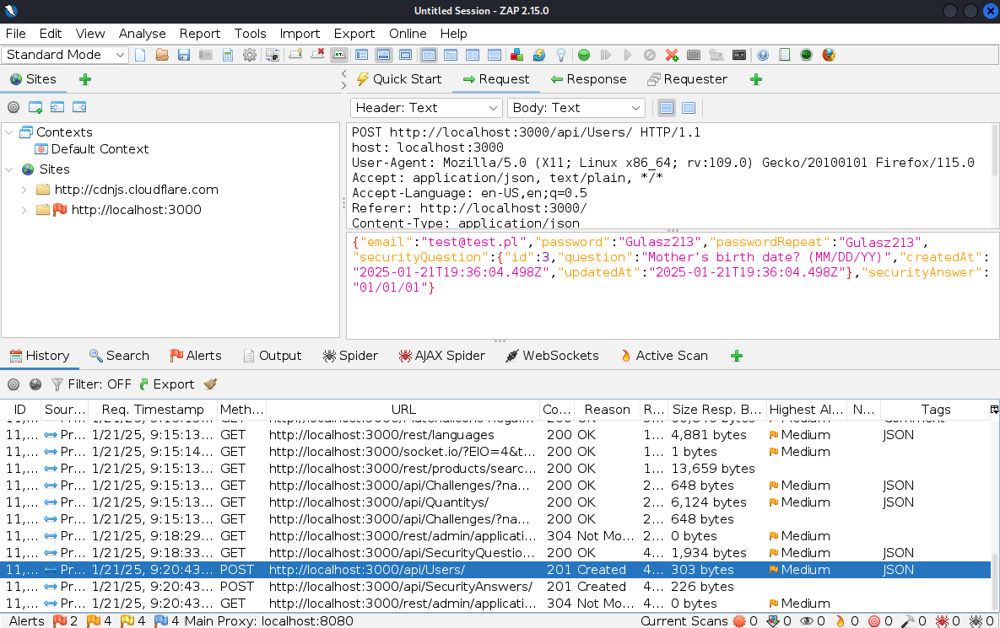 Untitled Session - ZAP 2.15.0
File Edit View Analyse Report Tools Import Export Online Help
Standard Mode
Sites
Quick Start Request Response Requester
Header: Text Body: Text
Contexts
Default Context
Sites
http://cdnjs.cloudflare.com
http://localhost:3000
POST http://localhost:3000/api/Users/ HTTP/1.1
host: localhost:3000
User-Agent: Mozilla/5.0 (X11; Linux x86_64; rv:109.0) Gecko/20100101 Firefox/115.0
Accept: application/json, text/plain, */*
Accept-Language: en-US,en;q=0.5
Referer: http://localhost:3000/
Content-Type: application/json
{"email":"test@test.pl","password":"Gulasz213","passwordRepeat":"Gulasz213",
"securityQuestion":{"id":3,"question":"Mother's birth date? (MM/DD/YY)","createdAt":
"2025-01-21T19:36:04.498Z","updatedAt":"2025-01-21T19:36:04.498Z"},"securityAnswer":
"01/01/01"}
History Search Alerts Output Spider AJAX Spider WebSockets Active Scan
Filter: OFF Export
ID Sour... Req. Timestamp Meth... URL Co... Reason R... Size Resp. B... Highest Al... N... Tags
11,... Pr... 1/21/25, 9:15:13... GET http://localhost:3000/rest/languages 200 OK 1... 4,881 bytes Medium JSON
11,... Pr... 1/21/25, 9:15:14... GET http://localhost:3000/socket.io/?EIO=4&t... 200 OK 1... 1 bytes Medium
11,... Pr... 1/21/25, 9:15:13... GET http://localhost:3000/rest/products/searc... 200 OK 1... 13,659 bytes
11,... Pr... 1/21/25, 9:15:13... GET http://localhost:3000/api/Challenges/?na... 200 OK 2... 648 bytes Medium JSON
11,... Pr... 1/21/25, 9:15:13... GET http://localhost:3000/api/Quantitys/ 200 OK 2... 6,124 bytes Medium JSON
11,... Pr... 1/21/25, 9:15:13... GET http://localhost:3000/api/Challenges/?na... 200 OK 2... 648 bytes
11,... Pr... 1/21/25, 9:18:29... GET http://localhost:3000/rest/admin/applicati... 304 Not Mo... 2... 0 bytes Medium
11,... Pr... 1/21/25, 9:18:33... GET http://localhost:3000/api/SecurityQuestio... 200 OK 4... 1,934 bytes Medium JSON
11,... Pr... 1/21/25, 9:20:43... POST http://localhost:3000/api/Users/ 201 Created 4... 303 bytes Medium JSON
11,... Pr... 1/21/25, 9:20:43... POST http://localhost:3000/api/SecurityAnswers/ 201 Created 4... 226 bytes
11,... Pr... 1/21/25, 9:20:43... GET http://localhost:3000/rest/admin/applicati... 304 Not Mo... 4... 0 bytes Medium
Alerts 2 4 4 4 Main Proxy: localhost:8080 Current Scans 0 0 0 0 0 0 0 0